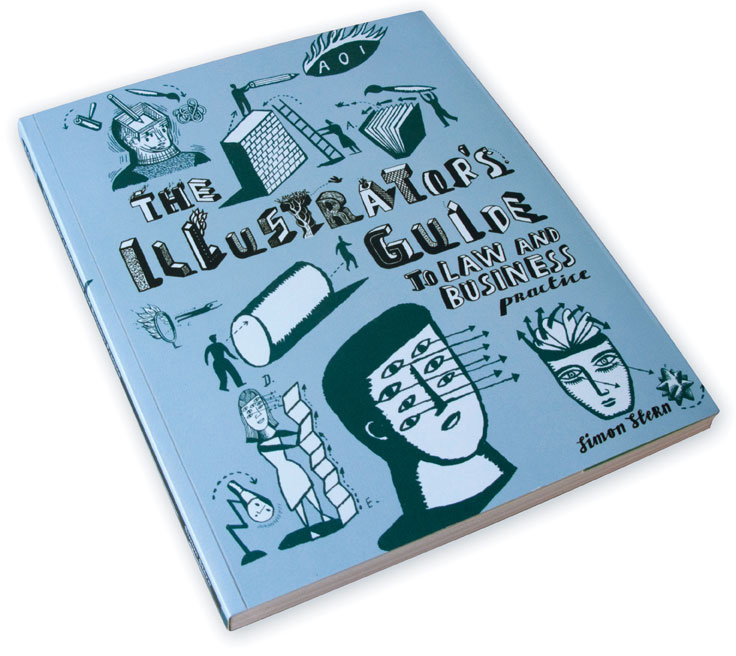 AOI
THE
ILLUSTRATOR'S
GUIDE
TO LAW AND
BUSINESS
practice
D.
E.
Simon Stern